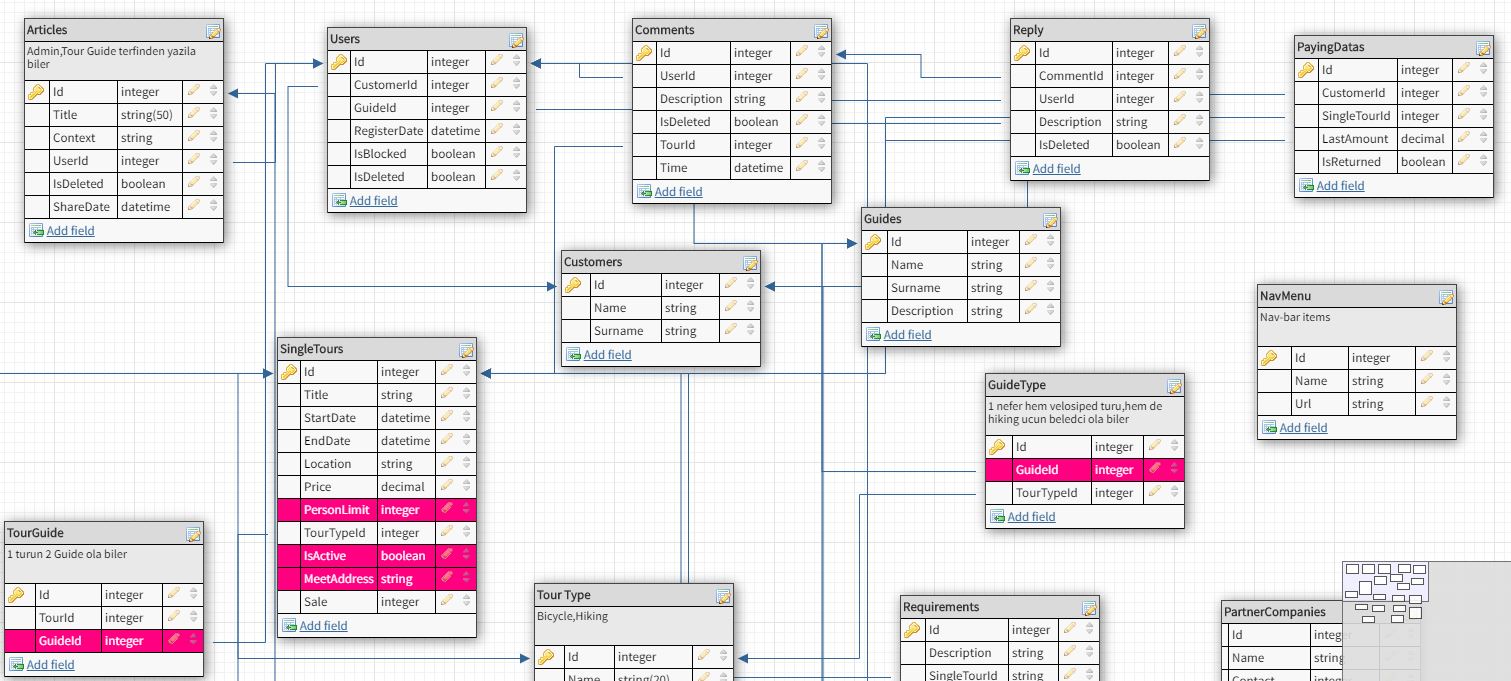 Articles
Admin,Tour Guide terfinden yazila
biler
Id integer
Title string(50)
Context string
UserId integer
IsDeleted boolean
ShareDate datetime
Add field
Users
Id integer
CustomerId integer
GuideId integer
RegisterDate datetime
IsBlocked boolean
IsDeleted boolean
Add field
Comments
Id integer
UserId integer
Description string
IsDeleted boolean
TourId integer
Time datetime
Add field
Reply
Id integer
CommentId integer
UserId integer
Description string
IsDeleted boolean
Add field
PayingDatas
Id integer
CustomerId integer
SingleTourId integer
LastAmount decimal
IsReturned boolean
Add field
Guides
Id integer
Name string
Surname string
Description string
Add field
Customers
Id integer
Name string
Surname string
Add field
NavMenu
Nav-bar items
Id integer
Name string
Url string
Add field
SingleTours
Id integer
Title string
StartDate datetime
EndDate datetime
Location string
Price decimal
PersonLimit integer
TourTypeId integer
IsActive boolean
MeetAddress string
Sale integer
Add field
GuideType
1 nefer hem velosiped turu,hem de
hiking ucun beledci ola biler
Id integer
GuideId integer
TourTypeId integer
Add field
TourGuide
1 turun 2 Guide ola biler
Id integer
TourId integer
GuideId integer
Add field
Tour Type
Bicycle,Hiking
Id integer
Name string(20)
Requirements
Id integer
Description string
SingleTourId integer
PartnerCompanies
Id integer
Name string
Contact